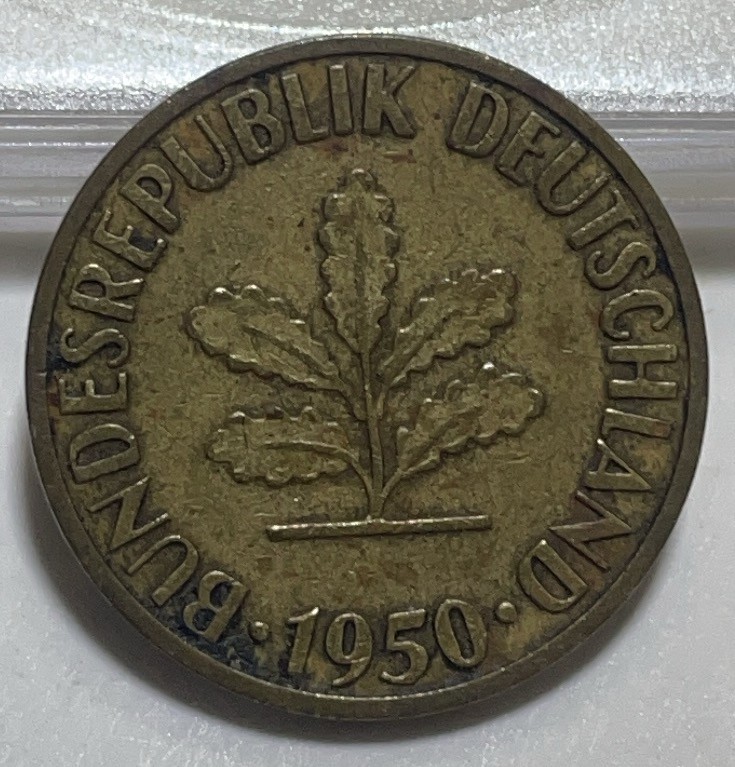 BUNDESREPUBLIK DEUTSCHLAND
· 1950 ·